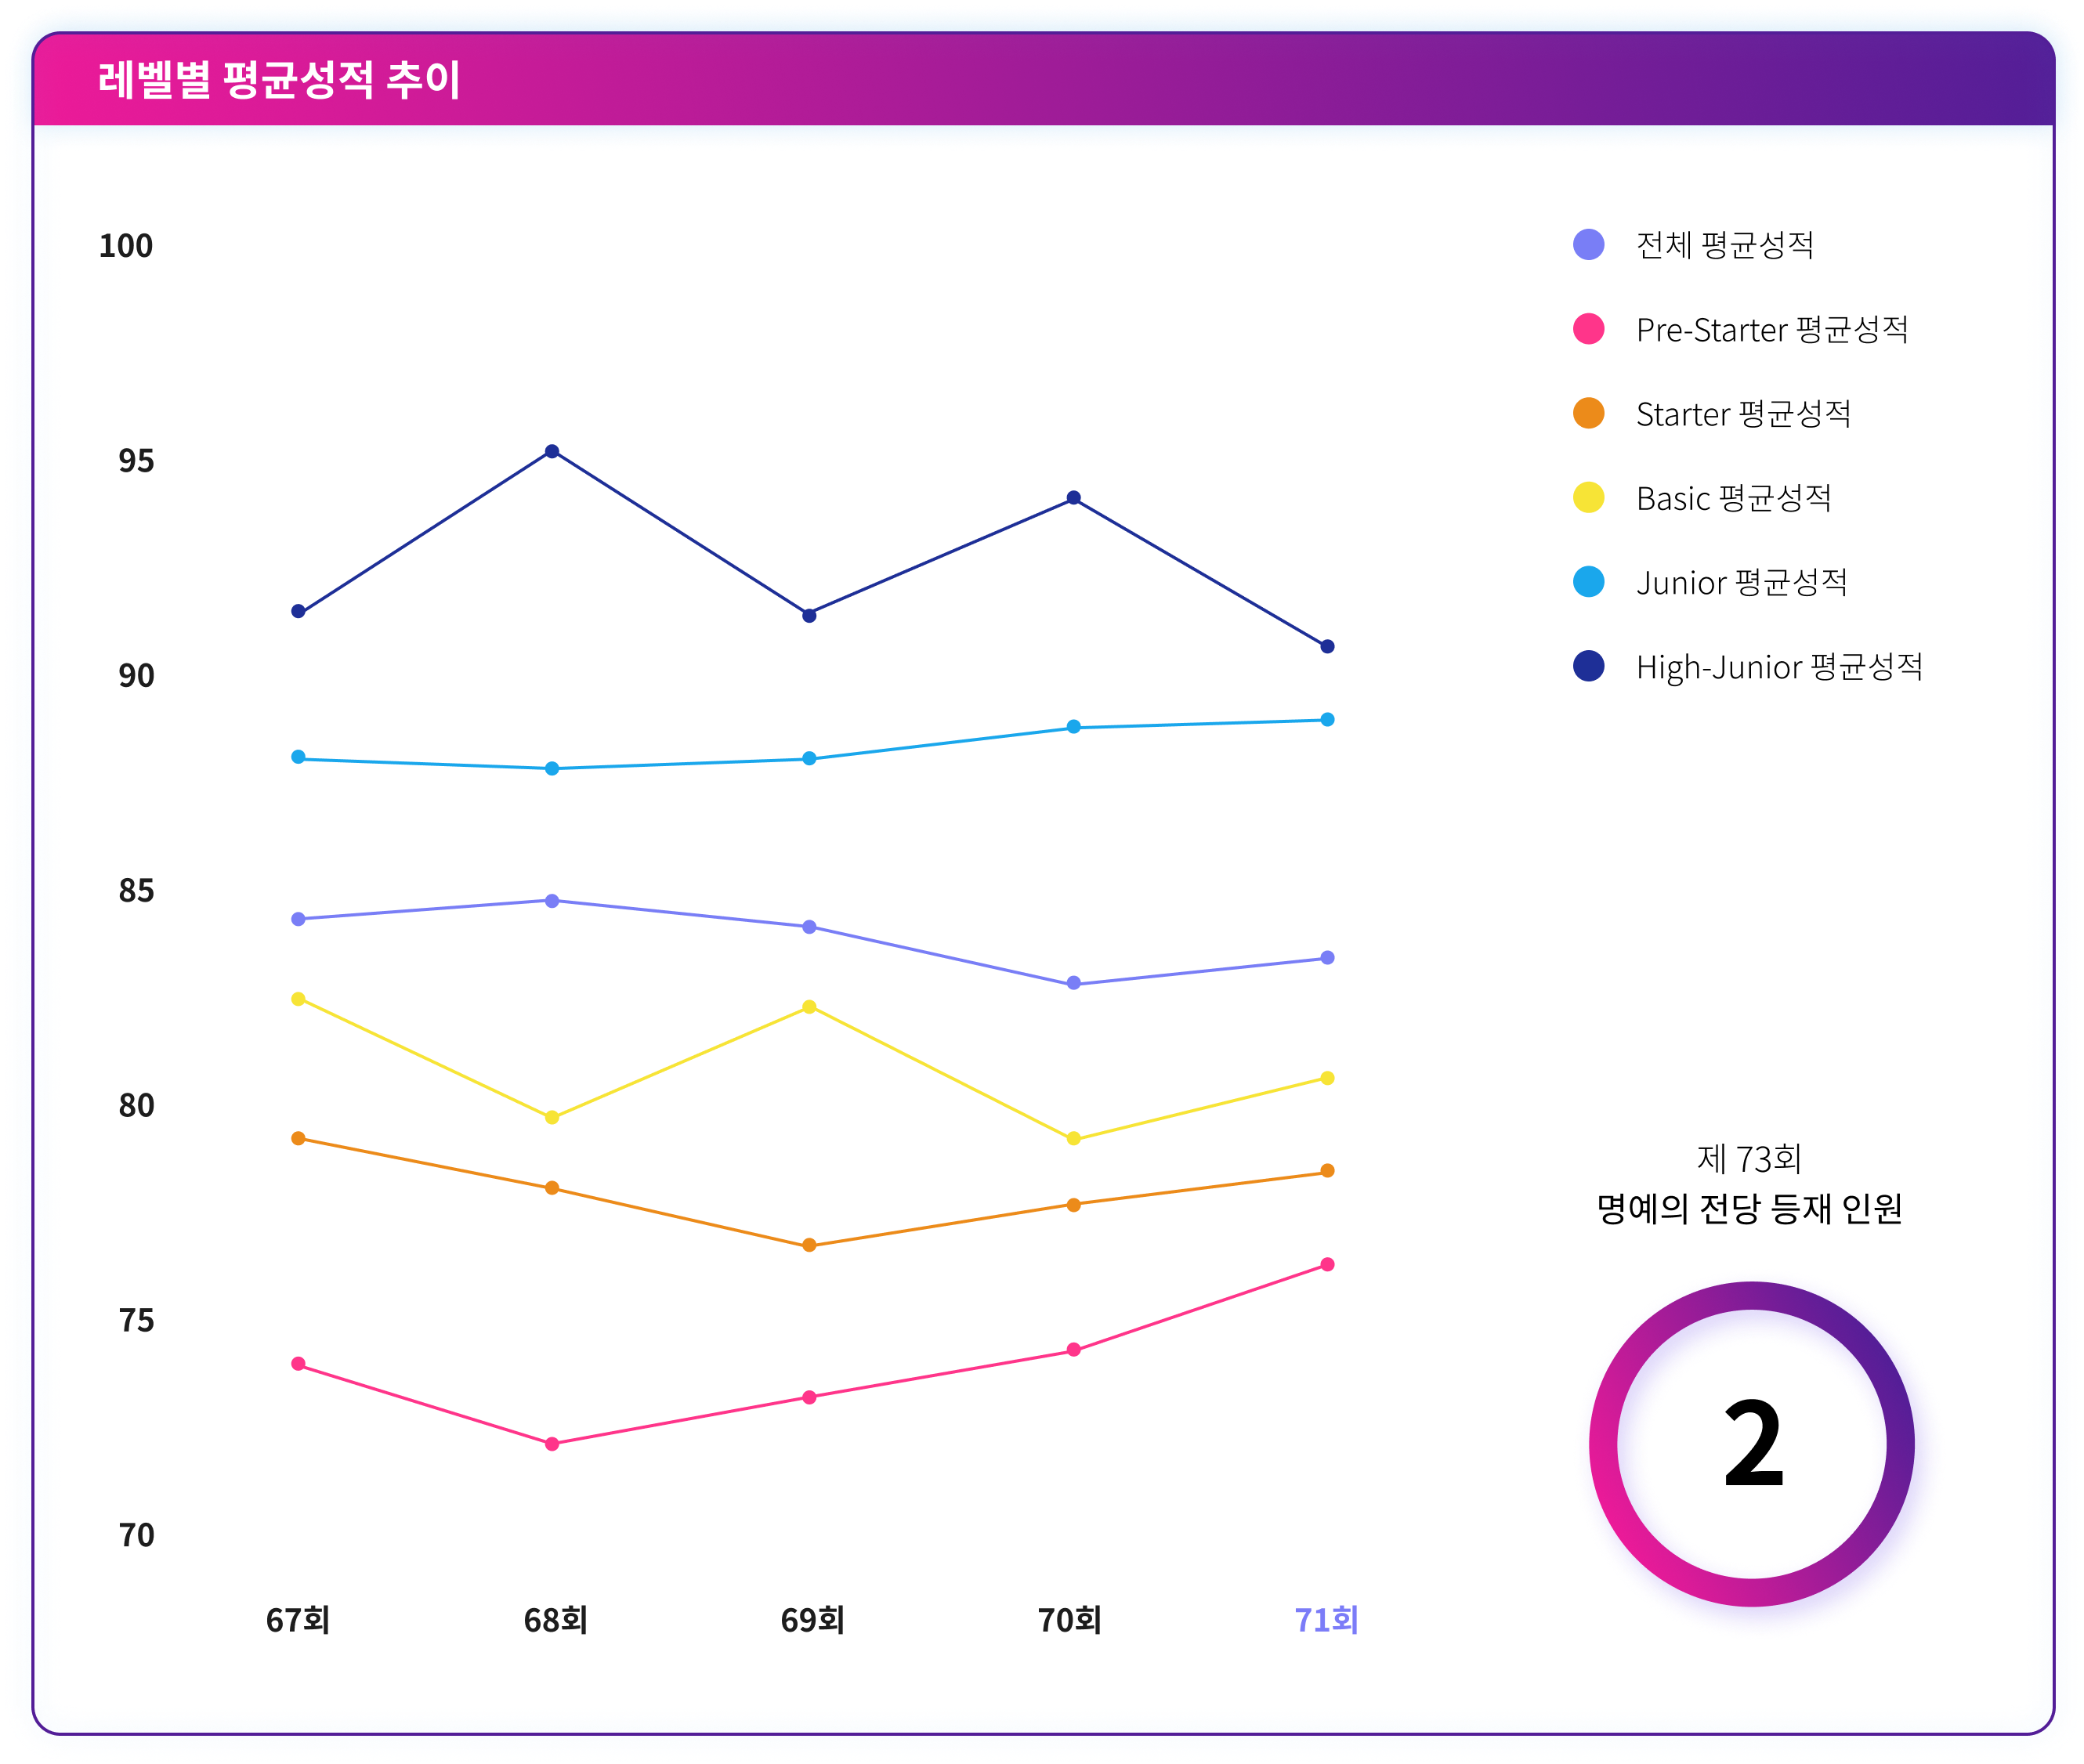 레벨별 평균성적 추이
100
95
90
85
80
75
70
67회
68회
69회
70회
71회
전체 평균성적
Pre-Starter 평균성적
Starter 평균성적
Basic 평균성적
Junior 평균성적
High-Junior 평균성적
제 73회
명예의 전당 등재 인원
2